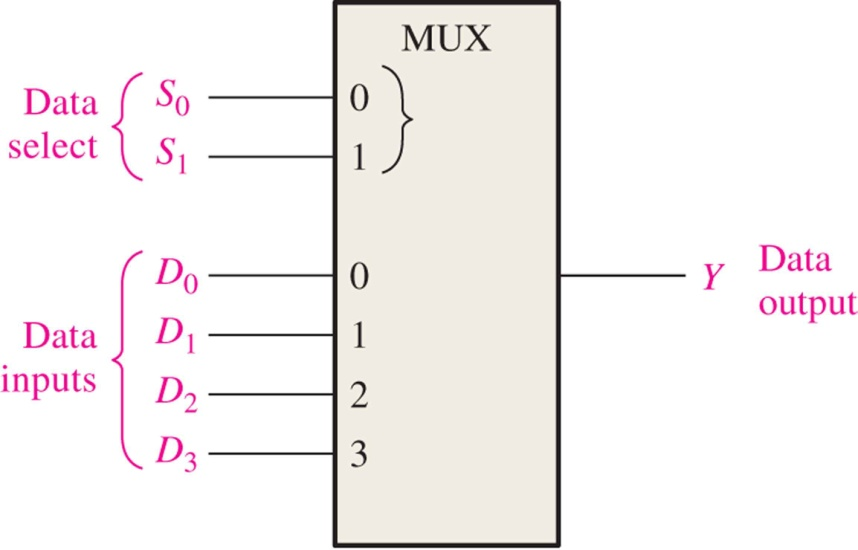 MUX
Data select
S0 0
S1 1
Data inputs
D0 0
D1 1
D2 2
D3 3
Y Data output